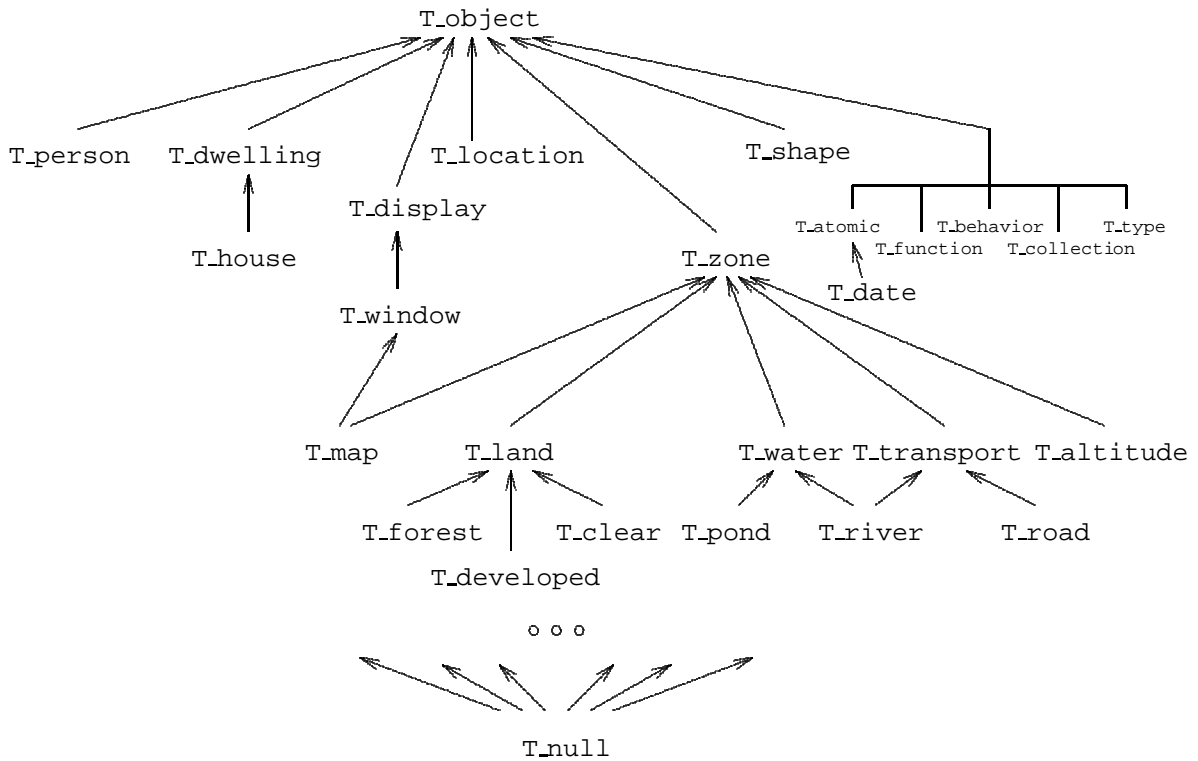 T_object
T_person T_dwelling T_location T_shape
T_display
T_atomic T_behavior T_type
T_function T_collection
T_house T_zone
T_date
T_window
T_map T_land T_water T_transport T_altitude
T_forest T_clear T_pond T_river T_road
T_developed
T_null